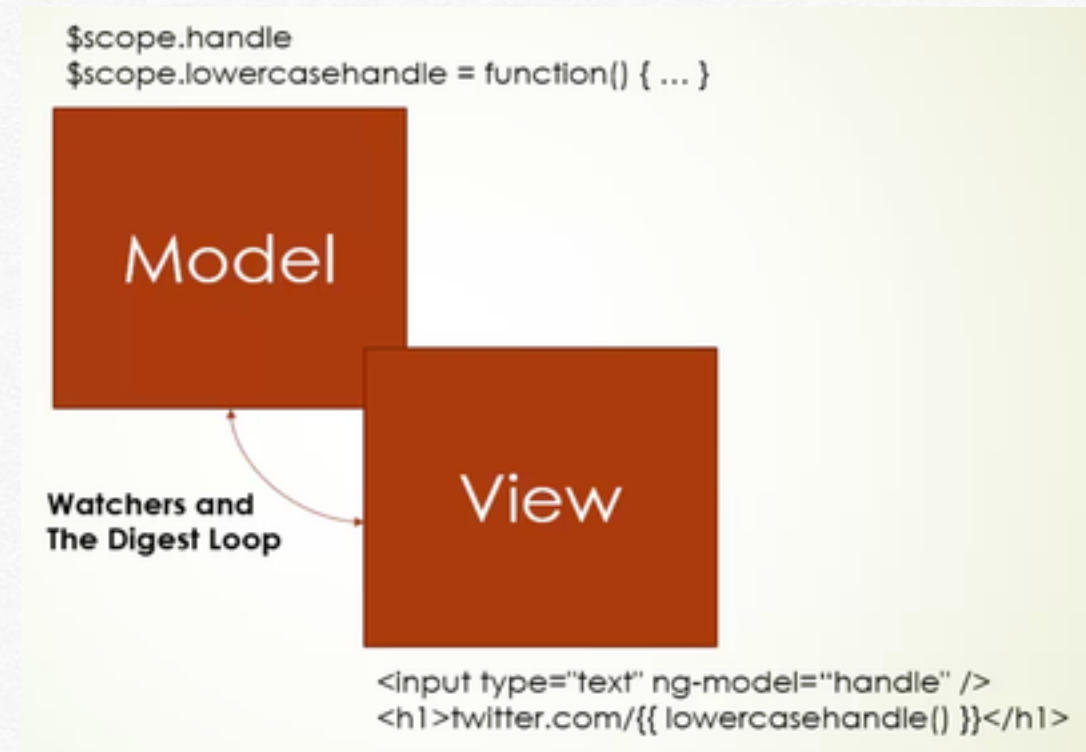 $scope.handle
$scope.lowercasehandle = function() { ... }
Model
View
Watchers and
The Digest Loop
<input type="text" ng-model=“handle" />
<h1>twitter.com/{{ lowercasehandle() }}</h1>